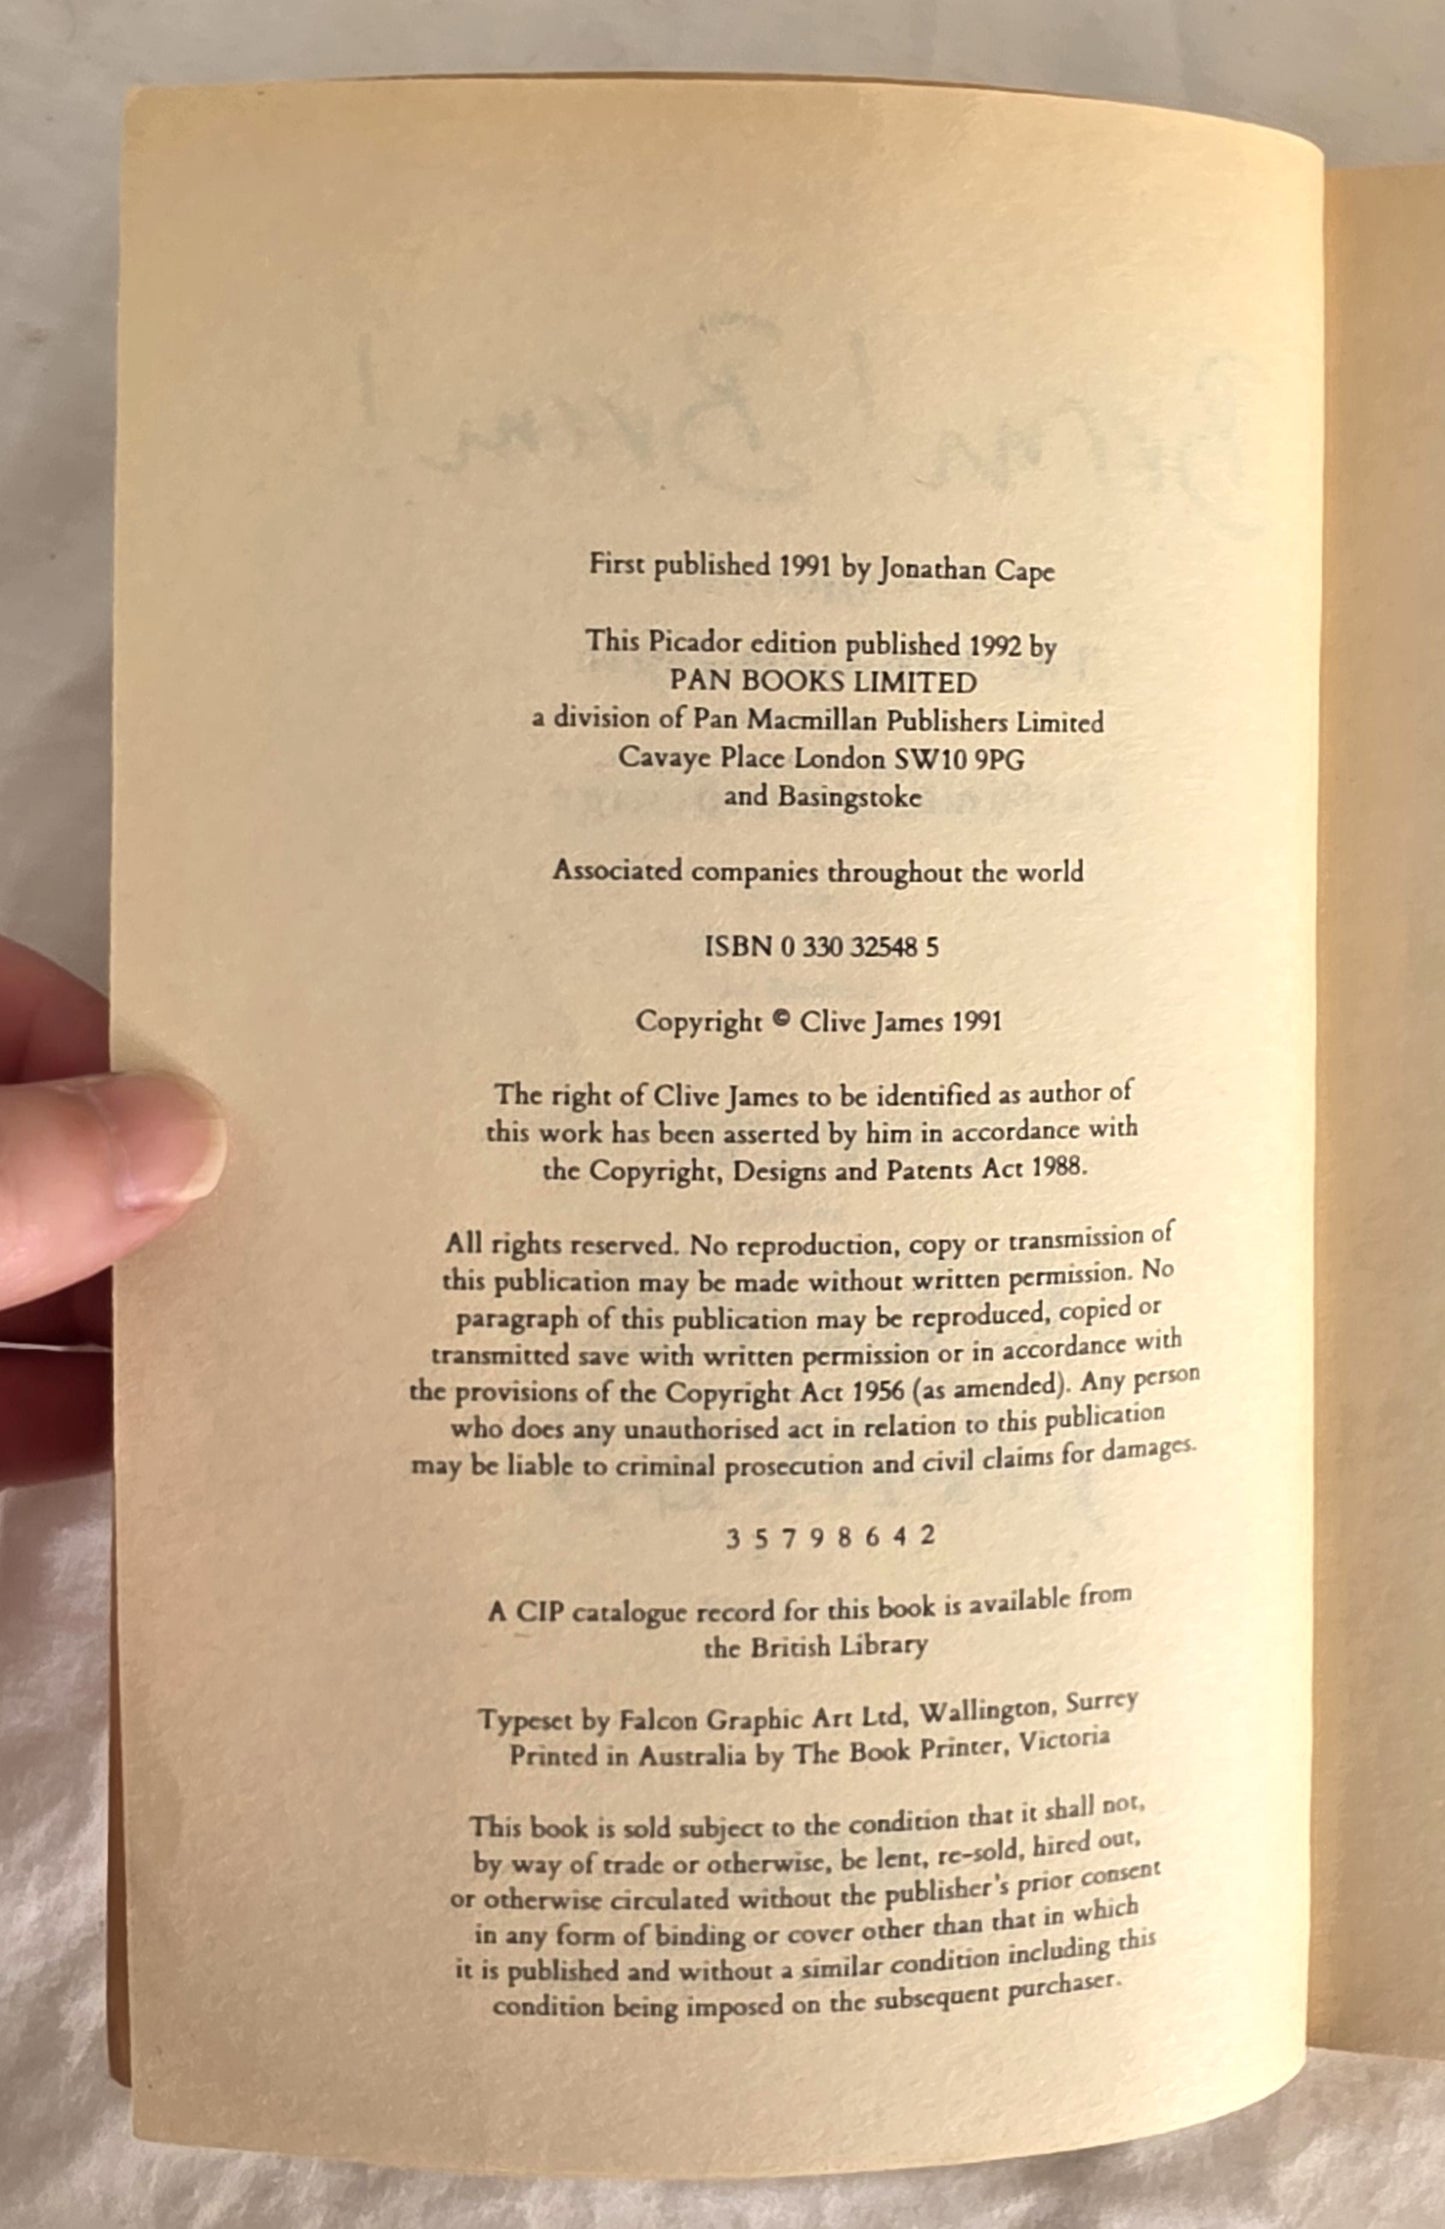 First published 1991 by Jonathan Cape
This Picador edition published 1992 by
PAN BOOKS LIMITED
a division of Pan Macmillan Publishers Limited
Cavaye Place London SW10 9PG
and Basingstoke
Associated companies throughout the world
ISBN 0 330 32548 5
Copyright © Clive James 1991
The right of Clive James to be identified as author of
this work has been asserted by him in accordance with
the Copyright, Designs and Patents Act 1988.
All rights reserved. No reproduction, copy or transmission of
this publication may be made without written permission. No
paragraph of this publication may be reproduced, copied or
transmitted save with written permission or in accordance with
the provisions of the Copyright Act 1956 (as amended). Any person
who does any unauthorised act in relation to this publication
may be liable to criminal prosecution and civil claims for damages.
3 5 7 9 8 6 4 2
A CIP catalogue record for this book is available from
the British Library
Typeset by Falcon Graphic Art Ltd, Wallington, Surrey
Printed in Australia by The Book Printer, Victoria
This book is sold subject to the condition that it shall not,
by way of trade or otherwise, be lent, re-sold, hired out,
or otherwise circulated without the publisher's prior consent
in any form of binding or cover other than that in which
it is published and without a similar condition including this
condition being imposed on the subsequent purchaser.